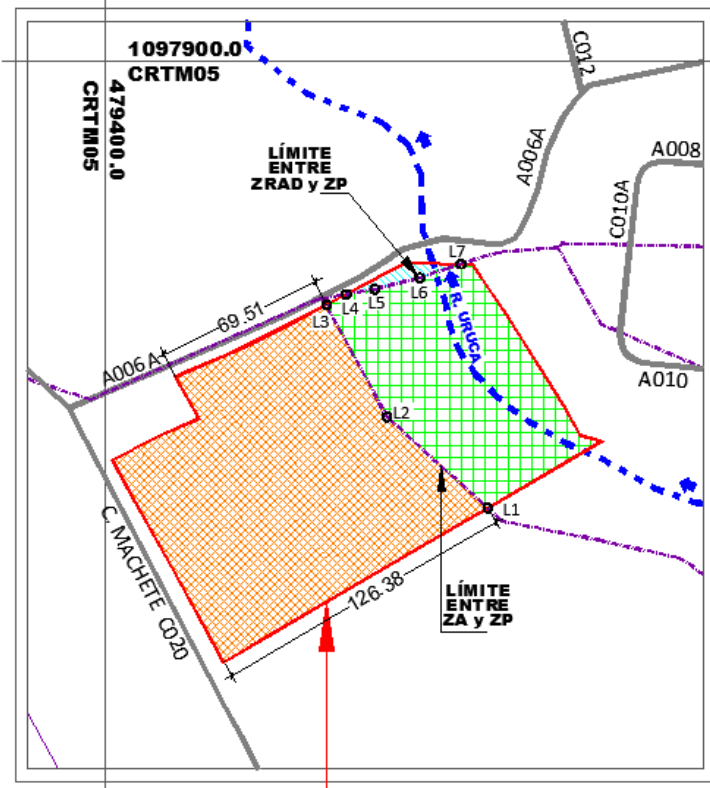 1097900.0
CRTM05
479400.0
CRTM05
C012
LÍMITE
ENTRE
ZRAD y ZP
A006A
A008
C010A
L7
L6
L5
L4
L3
69.51
R. URUCA
A006 A
A010
L2
L1
C. MACHETE C020
126.38
LÍMITE
ENTRE
ZA y ZP